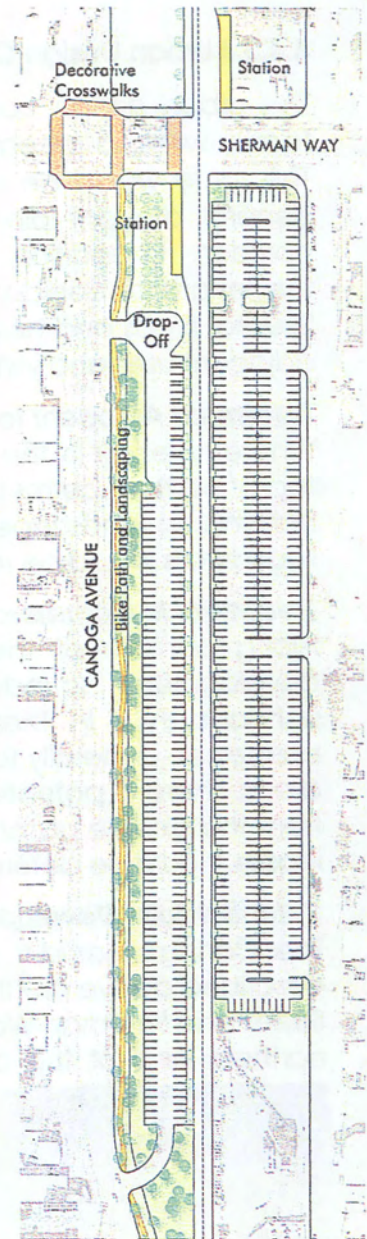 Decorative
Crosswalks
Station
SHERMAN WAY
Station
Drop-
Off
Bike Path and Landscaping
CANOGA AVENUE